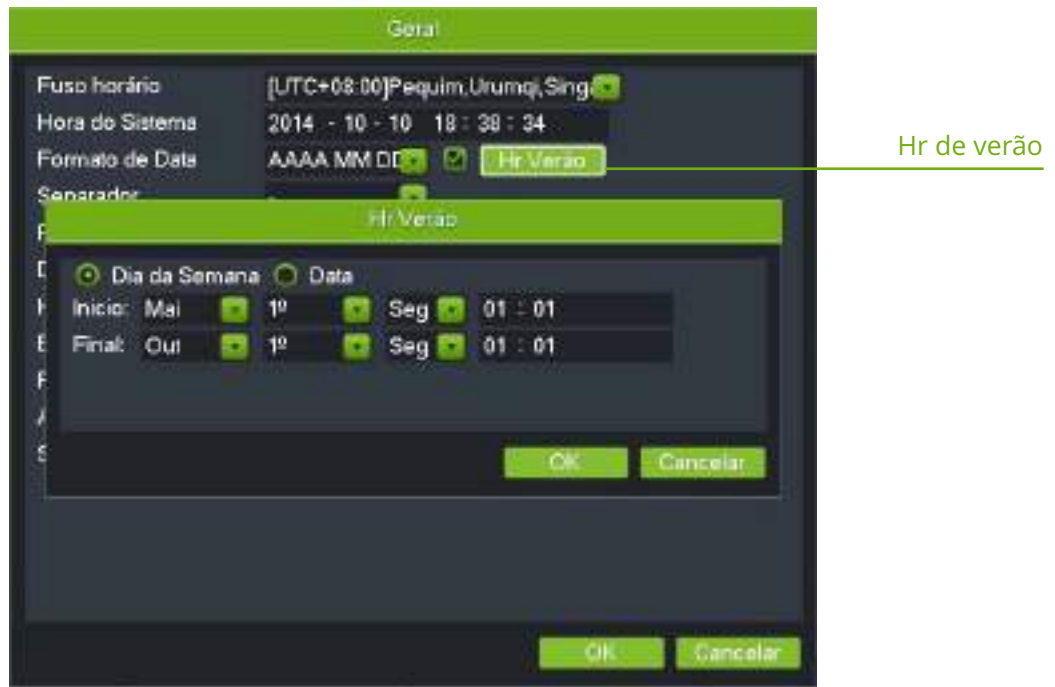 Geral
Fuso horário [UTC+08:00]Pequim,Urumqi,Singa
Hora do Sistema 2014 - 10 - 10 18 : 38 : 34
Formato de Data AAAA MM DD Hr Verão
Hr de verão
Separador -
Hr Verão
Dia da Semana Data
Inicio: Mai 1º Seg 01 : 01
Final: Out 1º Seg 01 : 01
OK Cancelar
OK Cancelar